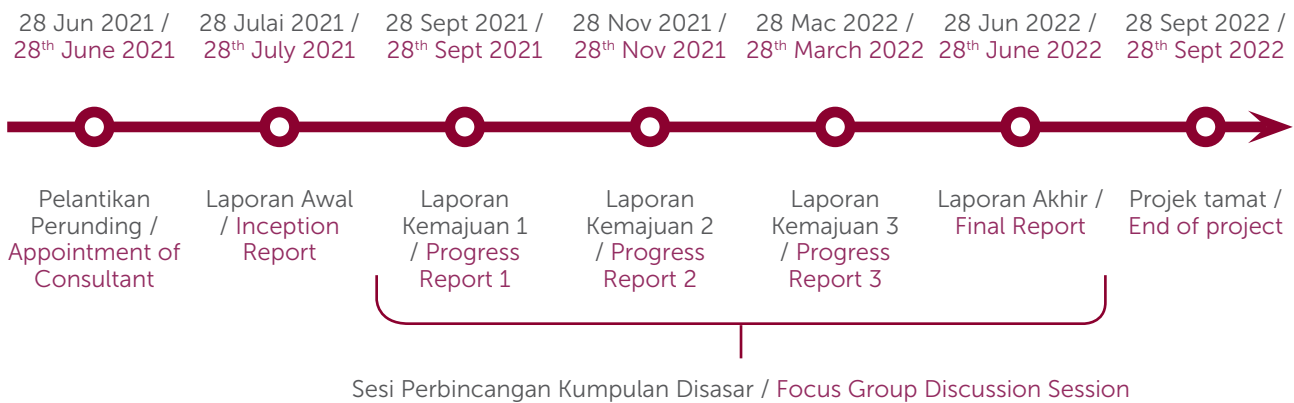 28 Jun 2021 /
28th June 2021
28 Julai 2021 /
28th July 2021
28 Sept 2021 /
28th Sept 2021
28 Nov 2021 /
28th Nov 2021
28 Mac 2022 /
28th March 2022
28 Jun 2022 /
28th June 2022
28 Sept 2022 /
28th Sept 2022
Pelantikan
Perunding /
Appointment of
Consultant
Laporan Awal
/ Inception
Report
Laporan
Kemajuan 1
/ Progress
Report 1
Laporan
Kemajuan 2
/ Progress
Report 2
Laporan
Kemajuan 3
/ Progress
Report 3
Laporan Akhir /
Final Report
Projek tamat /
End of project
Sesi Perbincangan Kumpulan Disasar / Focus Group Discussion Session